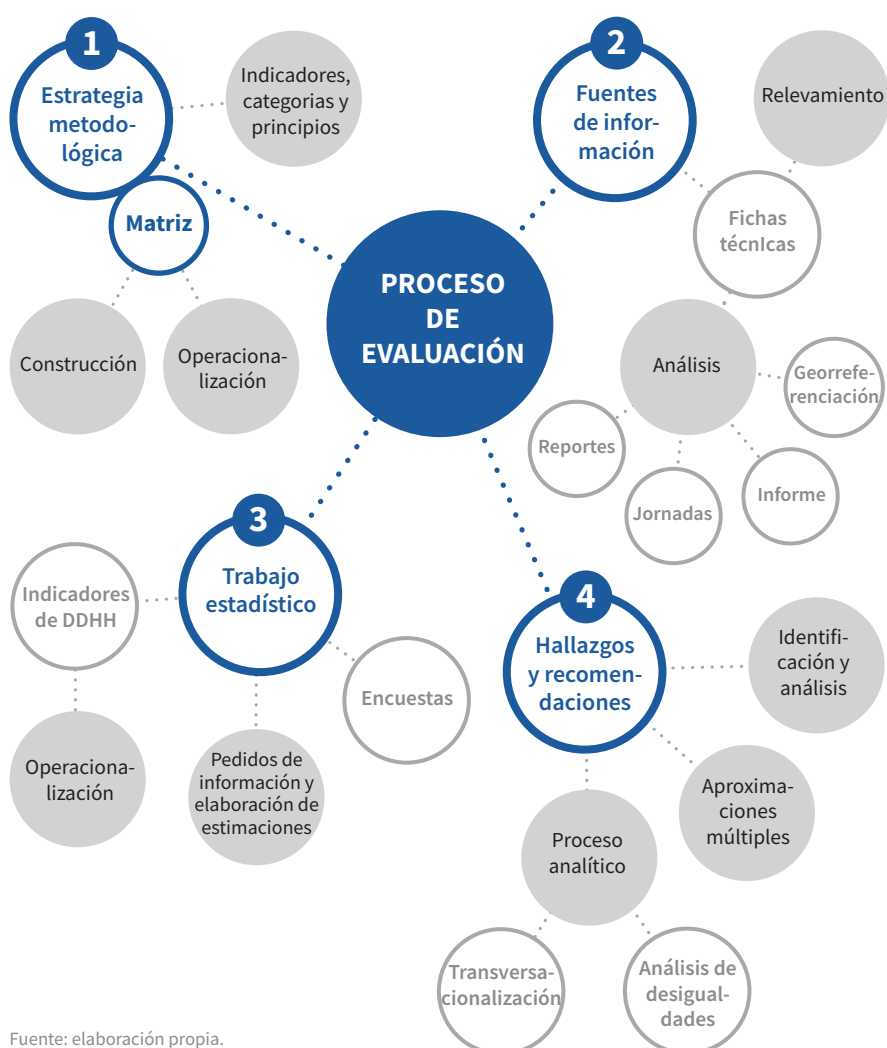 1
Estrategia
metodo-
lógica
Indicadores,
categorias y
principios
Matriz
Construcción
Operaciona-
lización
2
Fuentes
de infor-
mación
Relevamiento
Fichas
técnIcas
Análisis
Georrefe-
renciación
Reportes
Jornadas
Informe
PROCESO
DE
EVALUACIÓN
3
Trabajo
estadístico
Indicadores
de DDHH
Operaciona-
lización
Pedidos de
información y
elaboración de
estimaciones
Encuestas
4
Hallazgos
y recomen-
daciones
Identifi-
cación y
análisis
Aproxima-
ciones
múltiples
Proceso
analítico
Transversa-
cionalización
Análisis de
desigual-
dades
Fuente: elaboración propia.